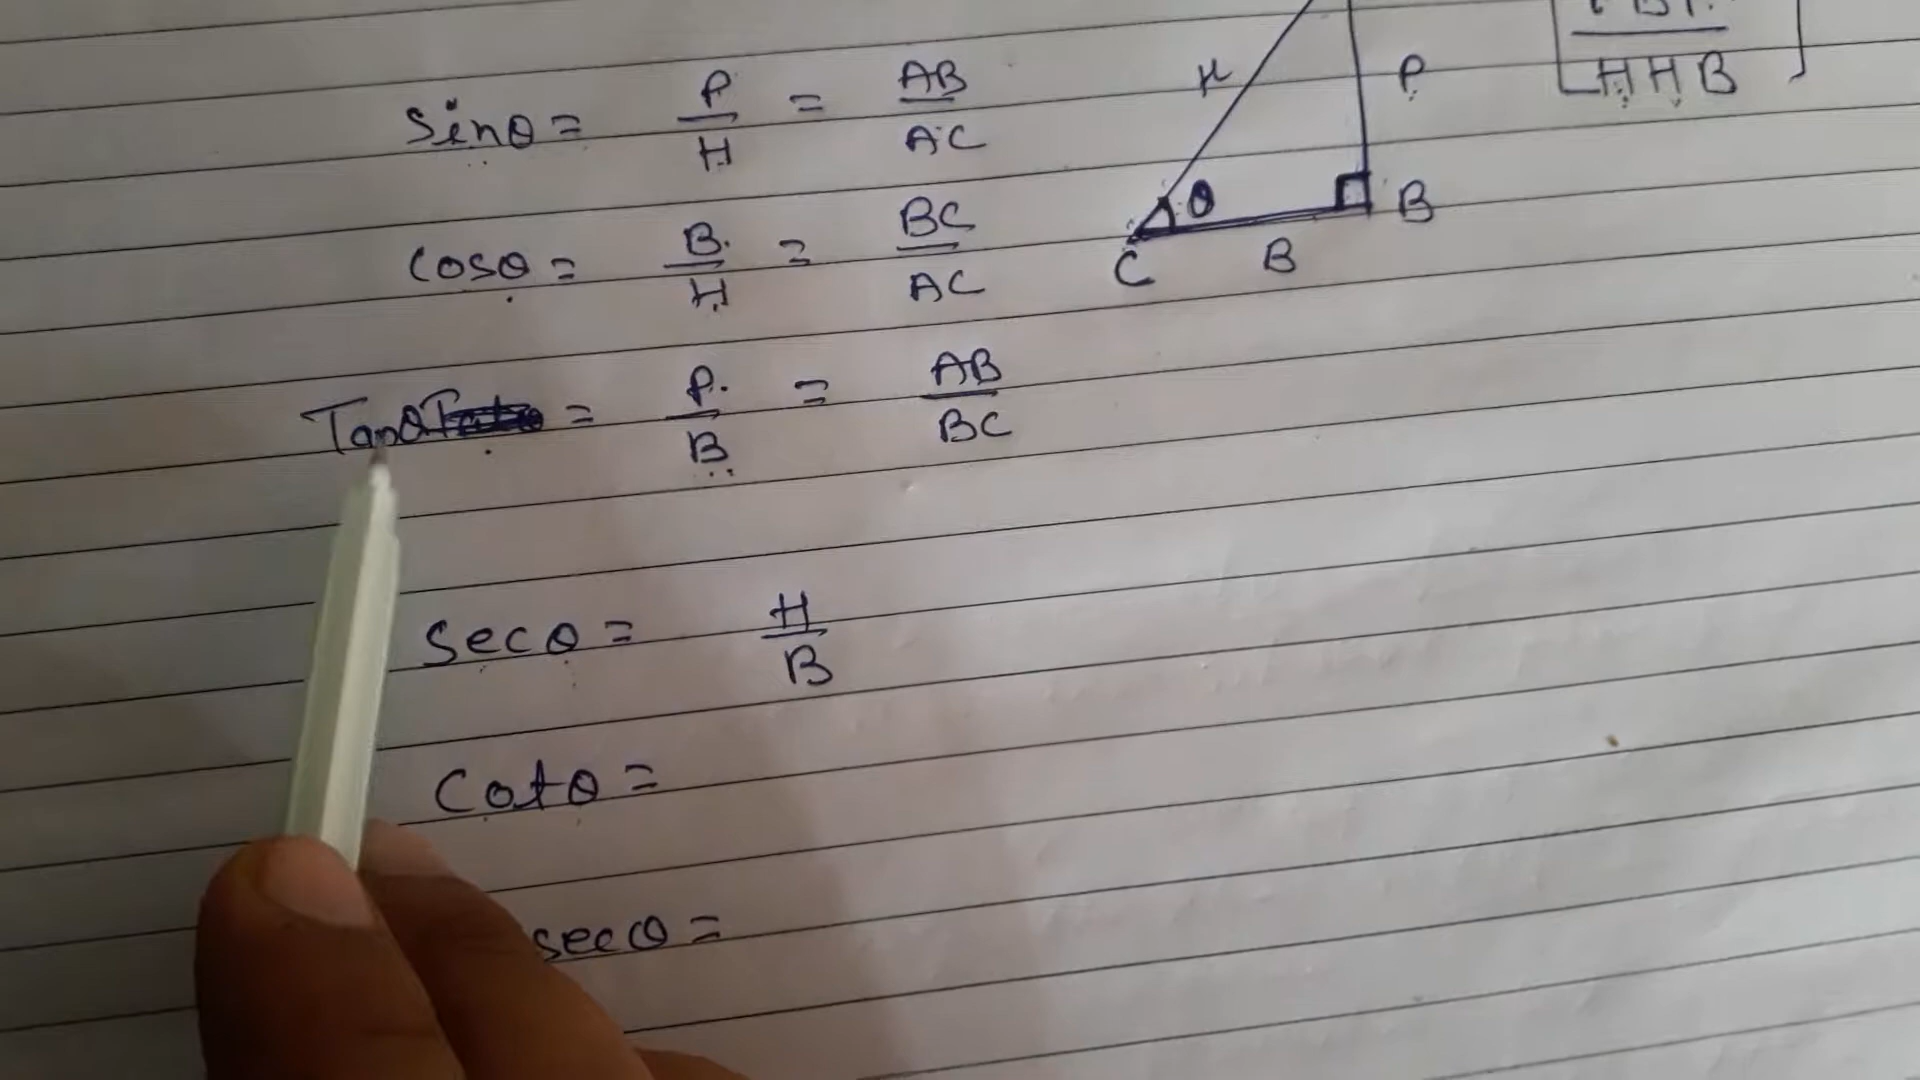 sinθ = P/H = AB/AC
H
P
HHB
θ
B
C
B
cosθ = B/H = BC/AC
Tanθ = P/B = AB/BC
secθ = H/B
cotθ =
secθ =